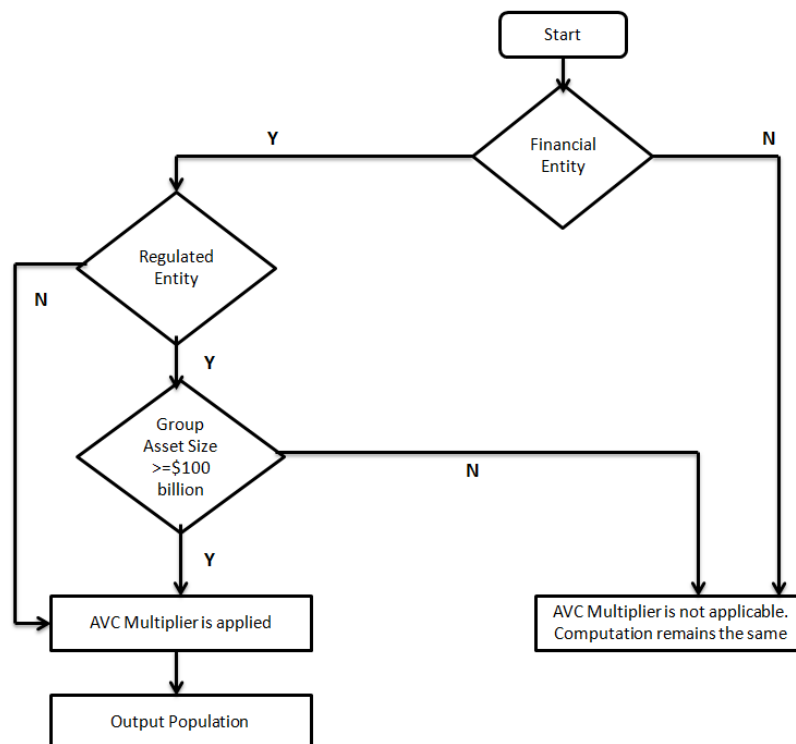 Start
Y
N
Financial
Entity
Regulated
Entity
N
Y
Group
Asset Size
>=$100
billion
N
Y
AVC Multiplier is applied
AVC Multiplier is not applicable.
Computation remains the same
Output Population